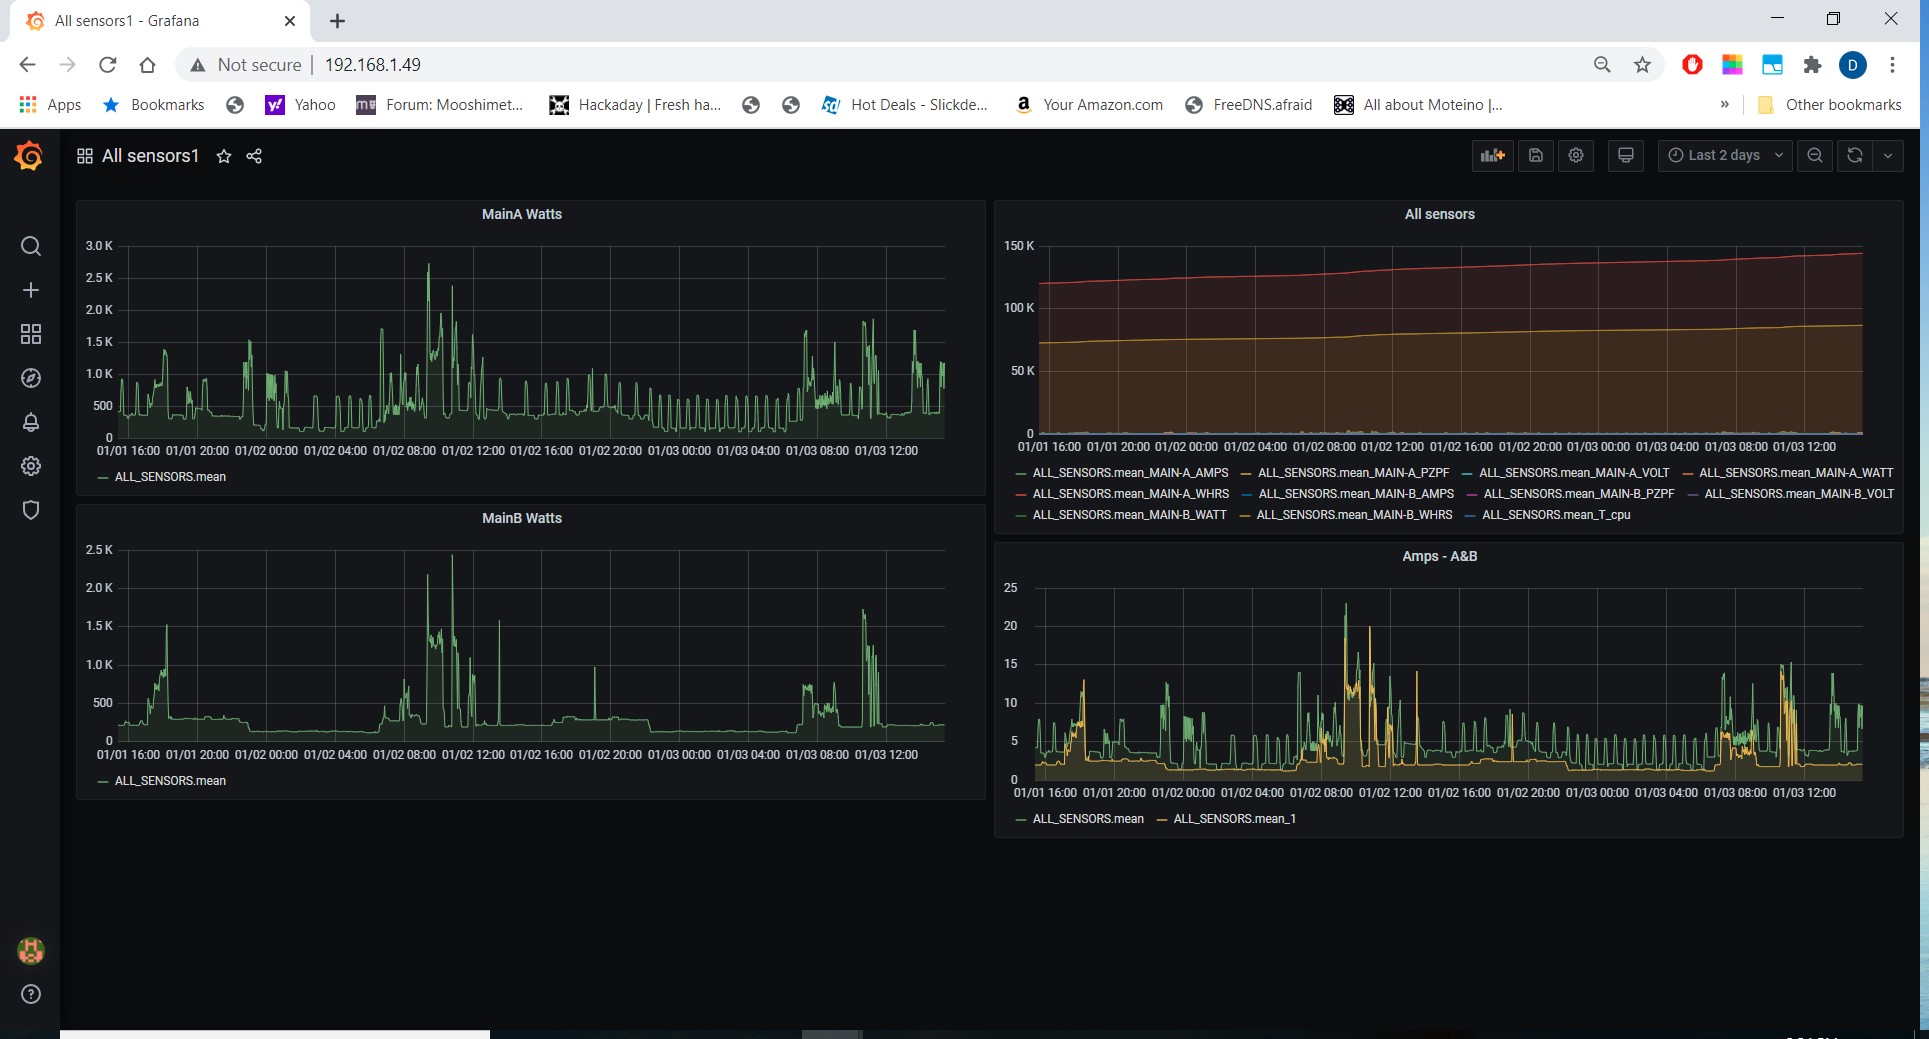 All sensors1 - Grafana
Not secure | 192.168.1.49
D
Apps Bookmarks Yahoo Forum: Mooshimet... Hackaday | Fresh ha... Hot Deals - Slickde... Your Amazon.com FreeDNS.afraid All about Moteino |... » Other bookmarks
All sensors1
Last 2 days
MainA Watts
3.0 K
2.5 K
2.0 K
1.5 K
1.0 K
500
0
01/01 16:00 01/01 20:00 01/02 00:00 01/02 04:00 01/02 08:00 01/02 12:00 01/02 16:00 01/02 20:00 01/03 00:00 01/03 04:00 01/03 08:00 01/03 12:00
ALL_SENSORS.mean
MainB Watts
2.5 K
2.0 K
1.5 K
1.0 K
500
0
01/01 16:00 01/01 20:00 01/02 00:00 01/02 04:00 01/02 08:00 01/02 12:00 01/02 16:00 01/02 20:00 01/03 00:00 01/03 04:00 01/03 08:00 01/03 12:00
ALL_SENSORS.mean
All sensors
150 K
100 K
50 K
0
01/01 16:00 01/01 20:00 01/02 00:00 01/02 04:00 01/02 08:00 01/02 12:00 01/02 16:00 01/02 20:00 01/03 00:00 01/03 04:00 01/03 08:00 01/03 12:00
ALL_SENSORS.mean_MAIN-A_AMPS ALL_SENSORS.mean_MAIN-A_PZPF ALL_SENSORS.mean_MAIN-A_VOLT ALL_SENSORS.mean_MAIN-A_WATT
ALL_SENSORS.mean_MAIN-A_WHRS ALL_SENSORS.mean_MAIN-B_AMPS ALL_SENSORS.mean_MAIN-B_PZPF ALL_SENSORS.mean_MAIN-B_VOLT
ALL_SENSORS.mean_MAIN-B_WATT ALL_SENSORS.mean_MAIN-B_WHRS ALL_SENSORS.mean_T_cpu
Amps - A&B
25
20
15
10
5
0
01/01 16:00 01/01 20:00 01/02 00:00 01/02 04:00 01/02 08:00 01/02 12:00 01/02 16:00 01/02 20:00 01/03 00:00 01/03 04:00 01/03 08:00 01/03 12:00
ALL_SENSORS.mean ALL_SENSORS.mean_1